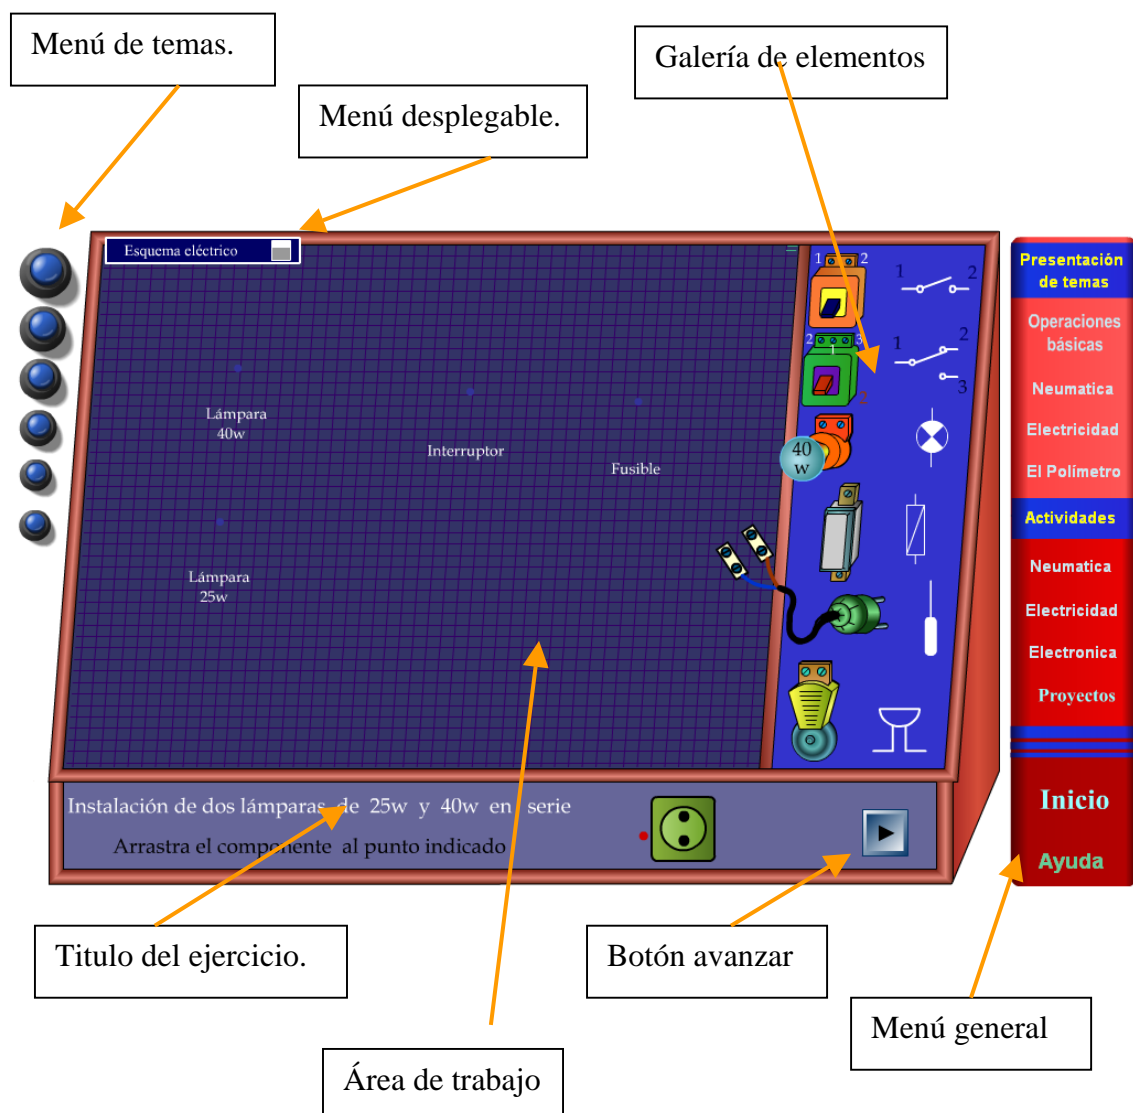 Menú de temas.
Galería de elementos
Menú desplegable.
Esquema eléctrico
1 2
1 2
2 1 3
1 2
3
2
Lámpara
40w
Interruptor
Fusible
40
w
Lámpara
25w
Presentación
de temas
Operaciones
básicas
Neumatica
Electricidad
El Polímetro
Actividades
Neumatica
Electricidad
Electronica
Proyectos
Inicio
Ayuda
Instalación de dos lámparas de 25w y 40w en serie
Arrastra el componente al punto indicado
Titulo del ejercicio.
Botón avanzar
Menú general
Área de trabajo